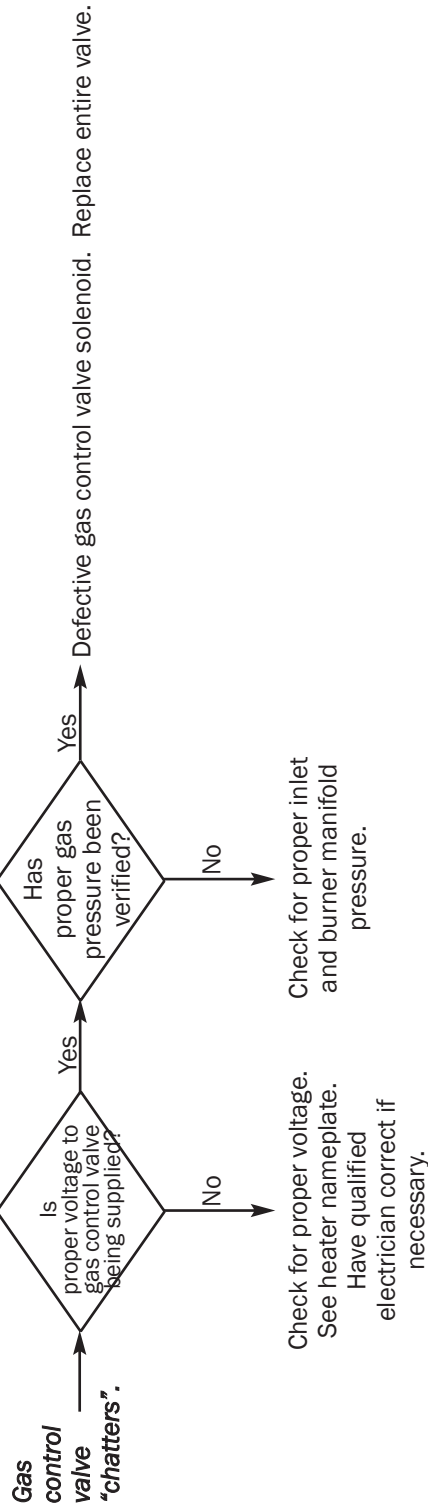 Gas
control
valve
“chatters”.
Is
proper voltage to
gas control valve
being supplied?
Yes
No
Check for proper voltage.
See heater nameplate.
Have qualified
electrician correct if
necessary.
Has
proper gas
pressure been
verified?
Yes
No
Check for proper inlet
and burner manifold
pressure.
Defective gas control valve solenoid. Replace entire valve.